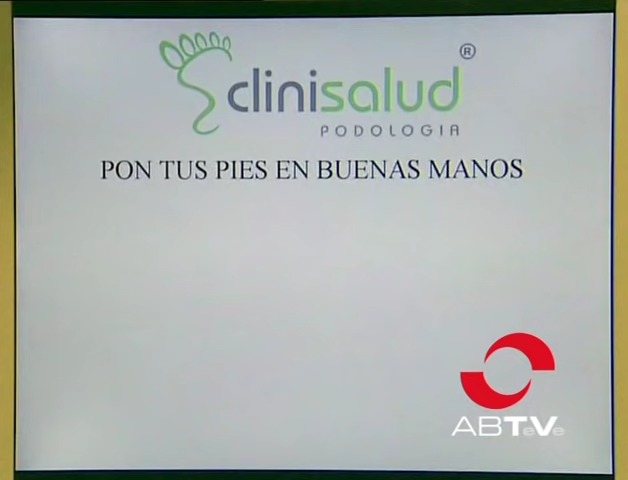 clinisalud®
PODOLOGIA
PON TUS PIES EN BUENAS MANOS
ABTeVe